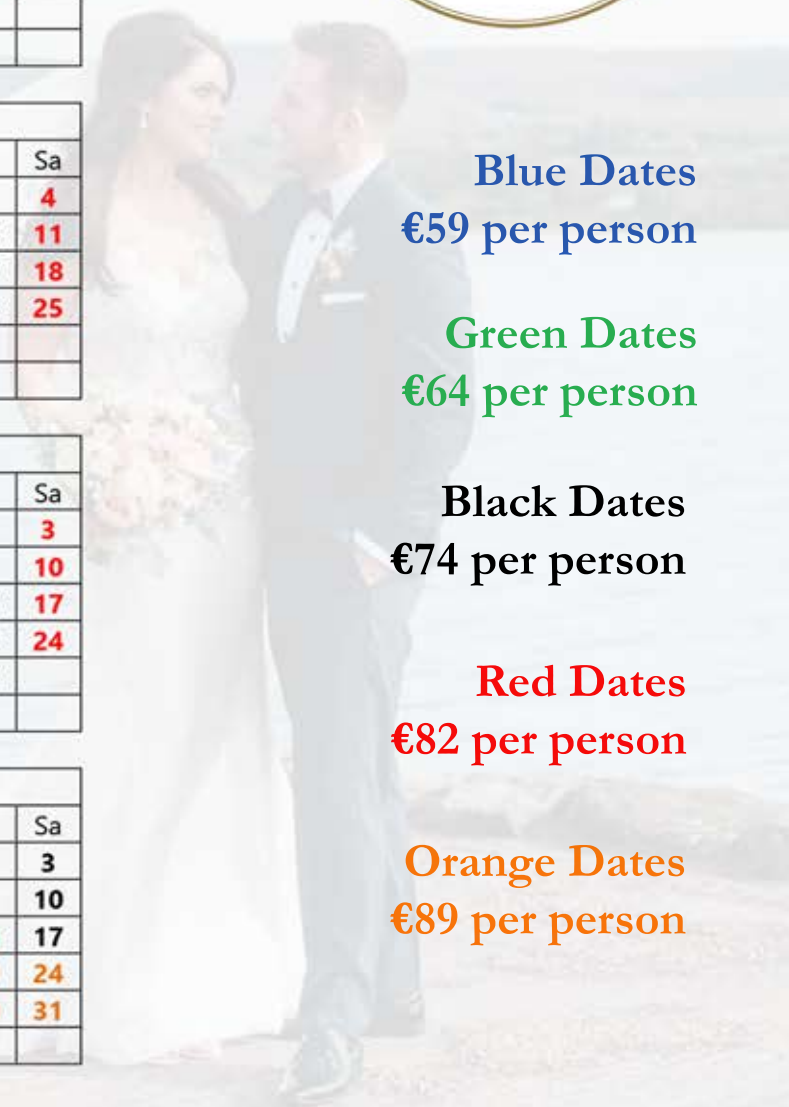 Sa
4
11
18
25
Sa
3
10
17
24
Sa
3
10
17
24
31
Blue Dates
€59 per person
Green Dates
€64 per person
Black Dates
€74 per person
Red Dates
€82 per person
Orange Dates
€89 per person